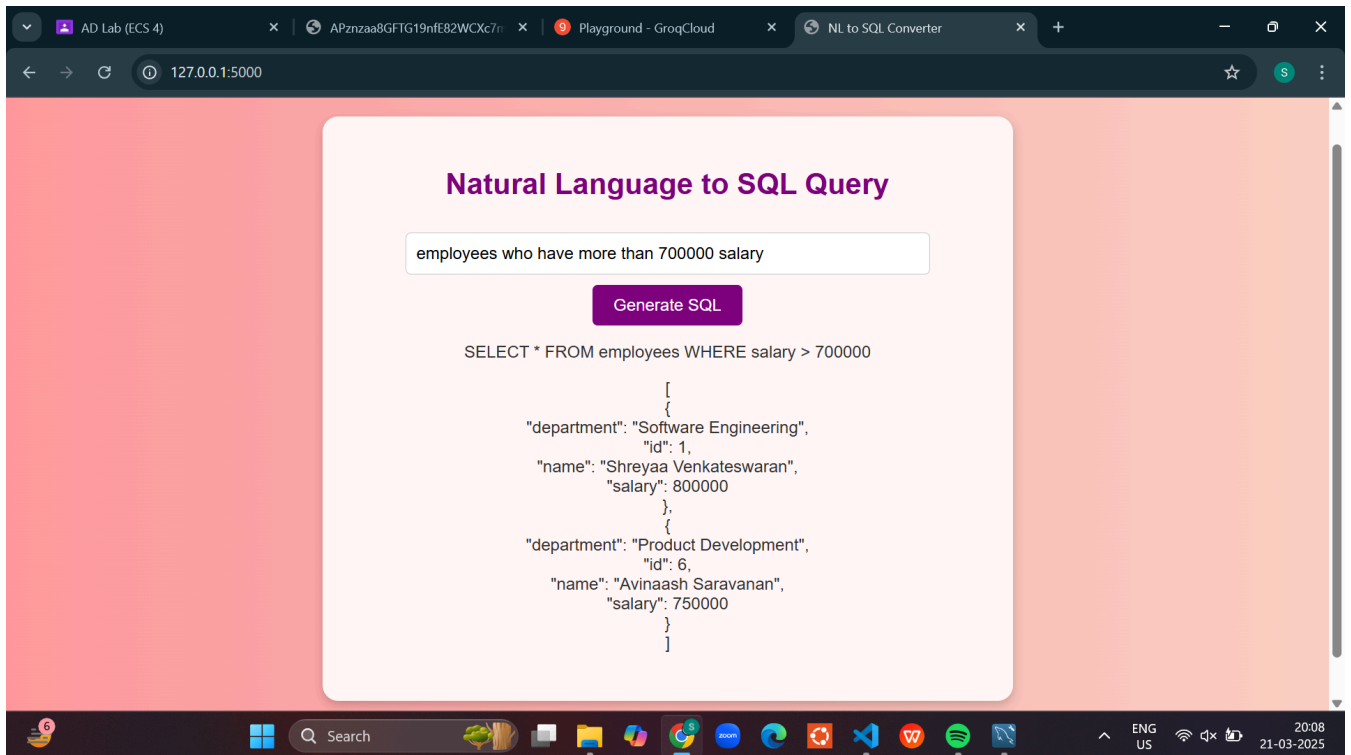 AD Lab (ECS 4)
APznzaa8GFTG19nfE82WCXc7n
9 Playground - GroqCloud
NL to SQL Converter
127.0.0.1:5000
S
Natural Language to SQL Query
employees who have more than 700000 salary
Generate SQL
SELECT * FROM employees WHERE salary > 700000
[
{
"department": "Software Engineering",
"id": 1,
"name": "Shreyaa Venkateswaran",
"salary": 800000
},
{
"department": "Product Development",
"id": 6,
"name": "Avinaash Saravanan",
"salary": 750000
}
]
6
Search
S
zoom
W
ENG
US
20:08
21-03-2025